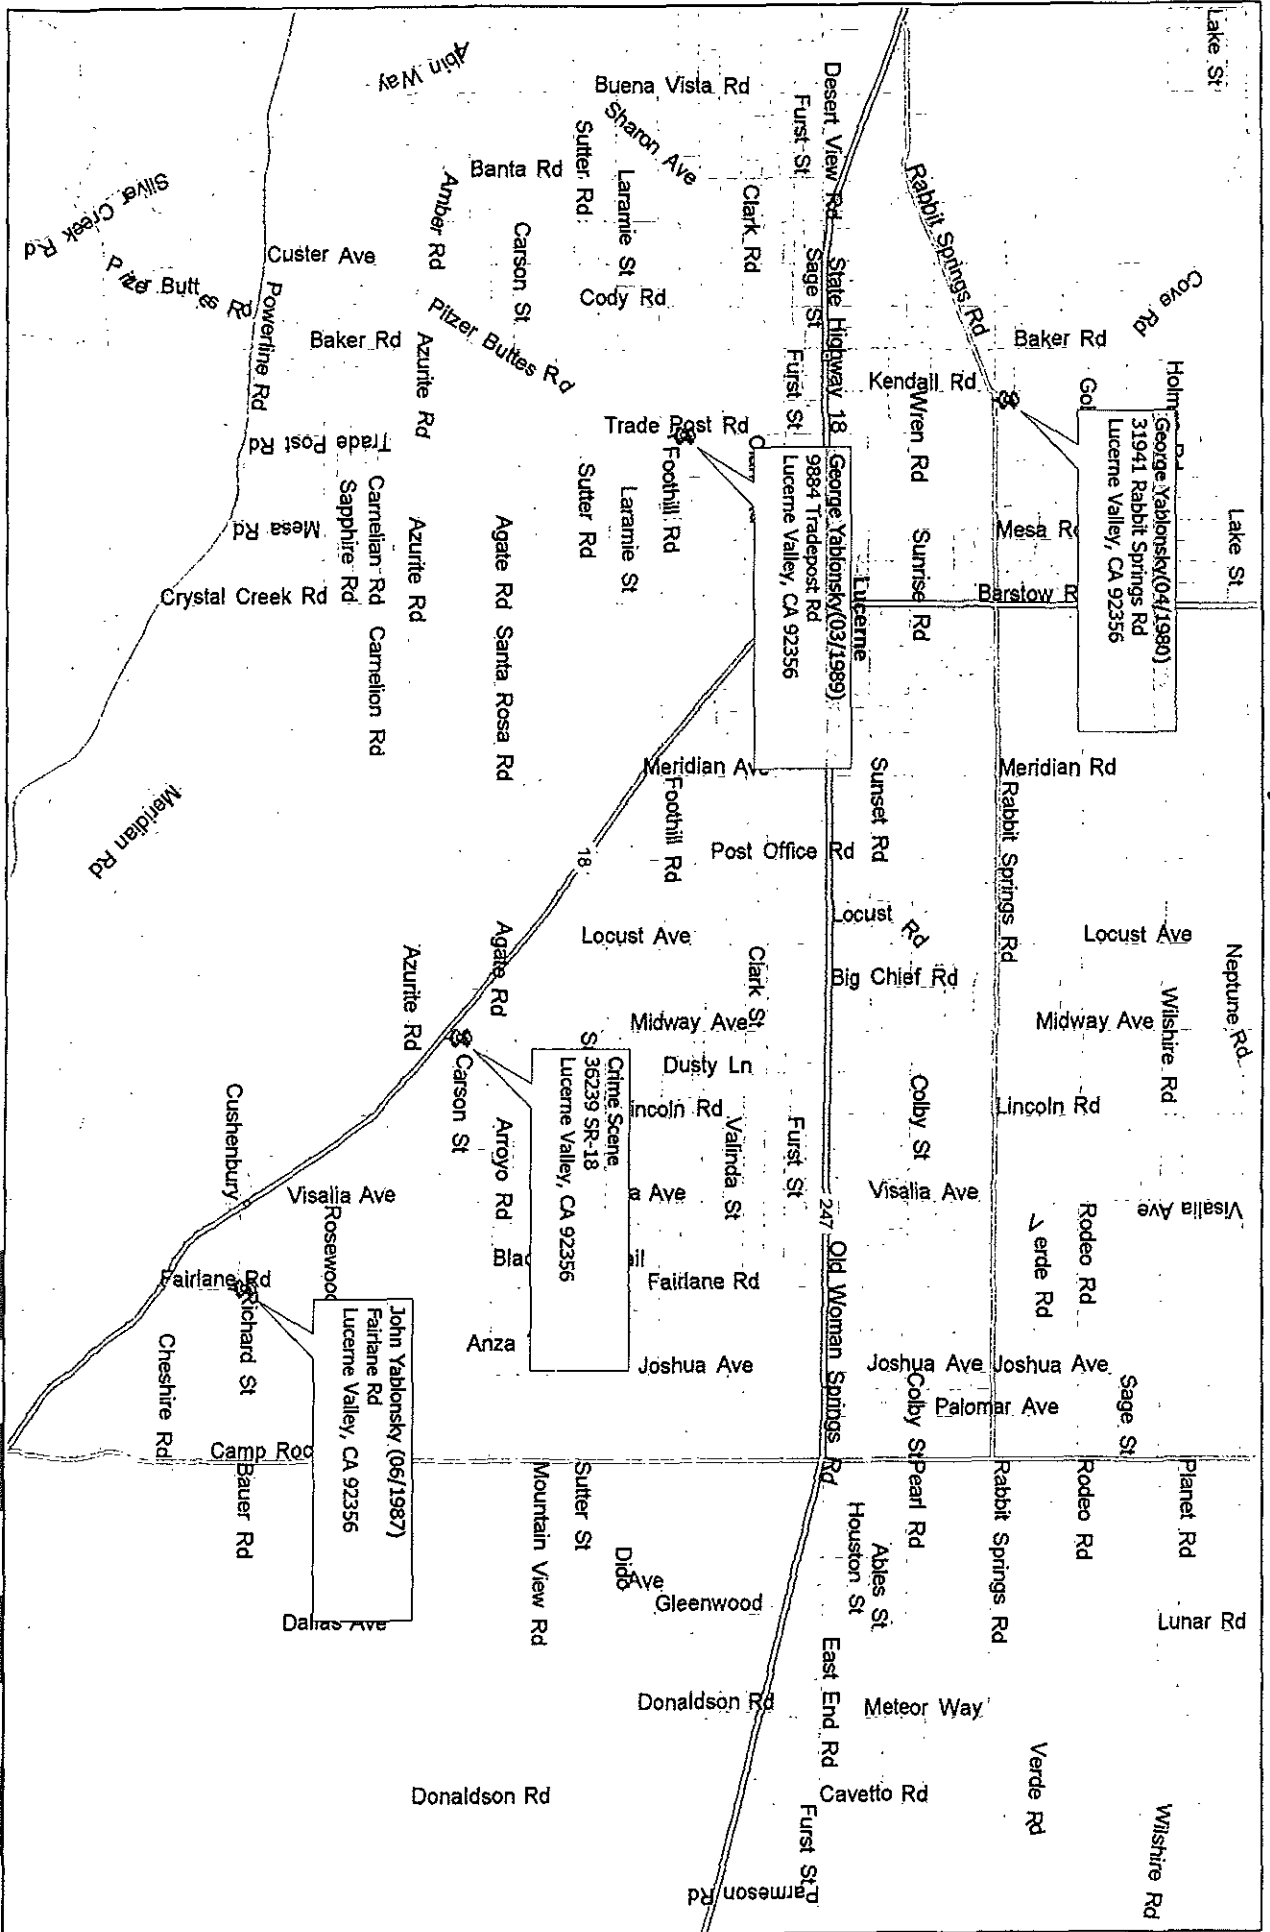 Lake St
Lake St
Neptune Rd
Cove Rd
Baker Rd
Mesa
Meridian Rd
Locust Ave
Wilshire Rd
Midway Ave
Lincoln Rd
Visalia Ave
Rodeo Rd
Verde Rd
Joshua Ave
Sage St
Planet Rd
Rodeo Rd
Lunar Rd
Verde Rd
Wilshire Rd
George Yablonsky(04/1980)
31941 Rabbit Springs Rd
Lucerne Valley, CA 92356
Rabbit Springs Rd
Rabbit Springs Rd
Rabbit Springs Rd
Kendall Rd
Wren Rd
Sunrise Rd
Barstow
Lucerne
Sunset Rd
Locust Rd
Big Chief Rd
Colby St
Visalia Ave
Joshua Ave
Palomar Ave
Colby St
Pearl Rd
Houston St
Ables St
Meteor Way
Cavetto Rd
Desert View Rd
State Highway 18
Post Office Rd
247
Old Woman Springs Rd
East End Rd
Furst St
Sage St
Furst St
Furst St
Furst St
Parmeson Rd
George Yablonsky(03/1989)
9884 Tradepost Rd
Lucerne Valley, CA 92356
Buena Vista Rd
Sharon Ave
Clark Rd
Clark St
Valinda St
Trade Post Rd
Foothill Rd
Meridian Ave
Foothill Rd
Locust Ave
Midway Ave
Dusty Ln
Fairlane Rd
Joshua Ave
Gleenwood
Dido Ave
Donaldson Rd
Banta Rd
Sutter Rd
Laramie St
Cody Rd
Sutter Rd
Laramie St
18
Crime Scene
36239 SR-18
Lucerne Valley, CA 92356
Sutter St
Mountain View Rd
Abin Way
Amber Rd
Carson St
Pitzer Buttes Rd
Agate Rd
Santa Rosa Rd
Agate Rd
Carson St
Arroyo Rd
Anza
Donaldson Rd
Custer Ave
Baker Rd
Azurite Rd
Azurite Rd
Azurite Rd
Trade Post Rd
Carnelian Rd
Sapphire Rd
Carnelion Rd
Mesa Rd
Crystal Creek Rd
Silver Creek Rd
Pitzer Buttes Rd
Powerline Rd
Meridian Rd
Cushenbury
Visalia Ave
Rosewood
Fairlane Rd
Richard St
Cheshire Rd
Camp
Bauer Rd
Dallas Ave
John Yablonsky (06/1987)
Fairlane Rd
Lucerne Valley, CA 92356